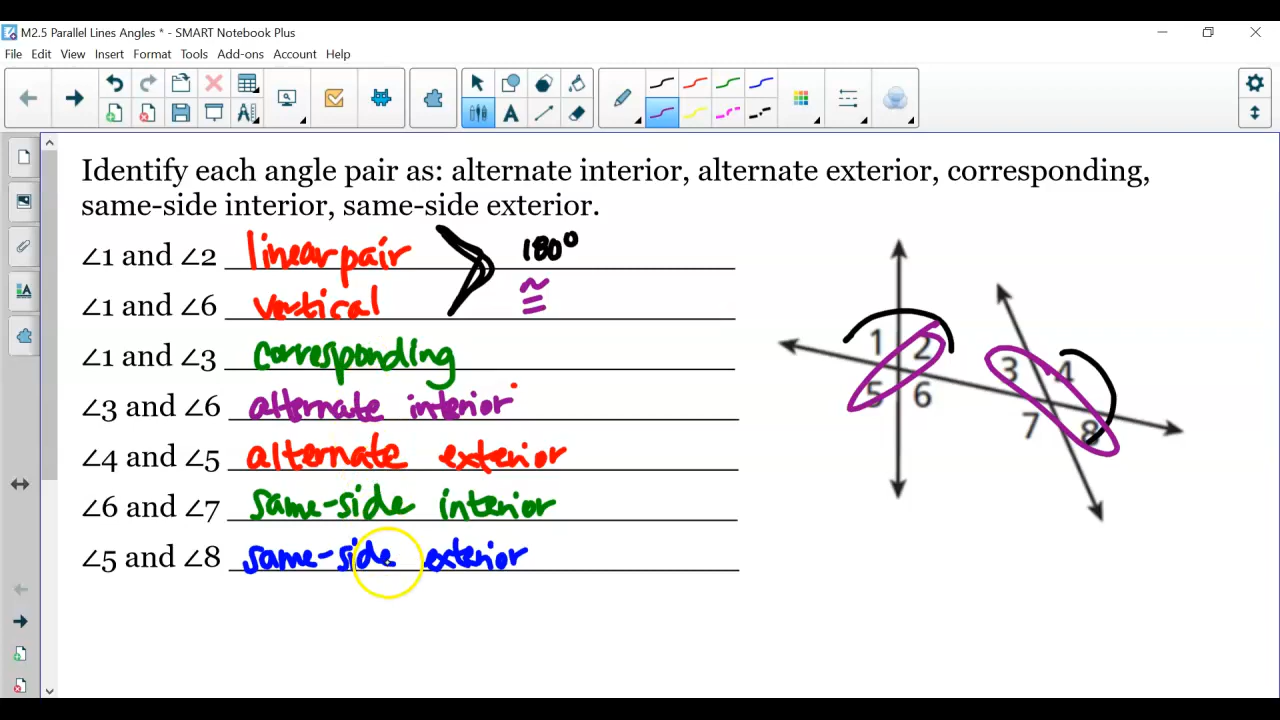 M2.5 Parallel Lines Angles * - SMART Notebook Plus
File Edit View Insert Format Tools Add-ons Account Help
Identify each angle pair as: alternate interior, alternate exterior, corresponding,
same-side interior, same-side exterior.
∠1 and ∠2 linear pair 180°
∠1 and ∠6 vertical ≅
∠1 and ∠3 corresponding
∠3 and ∠6 alternate interior
∠4 and ∠5 alternate exterior
∠6 and ∠7 same-side interior
∠5 and ∠8 same-side exterior
1 2
3 4
5 6
7 8